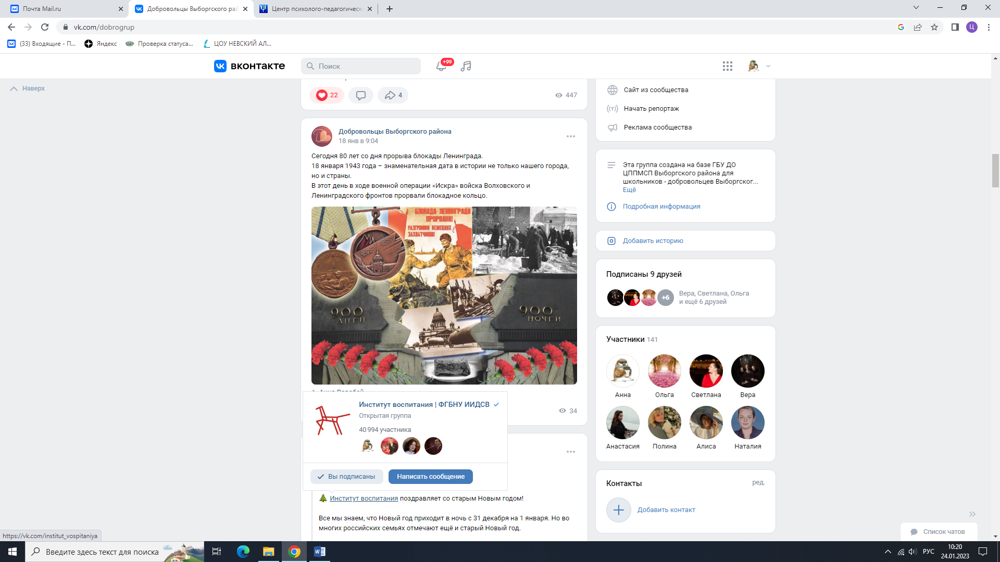 Почта Mail.ru
Добровольцы Выборгского рай
Центр психолого-педагогическ
vk.com/dobrogrup
Ц
(33) Входящие - П...
Яндекс
Проверка статуса...
ЦОУ НЕВСКИЙ АЛ...
вконтакте
Поиск
+99
Наверх
22
4
447
Добровольцы Выборгского района
18 янв в 9:04
Сегодня 80 лет со дня прорыва блокады Ленинграда.
18 января 1943 года – знаменательная дата в истории не только нашего города,
но и страны.
В этот день в ходе военной операции «Искра» войска Волховского и
Ленинградского фронтов прорвали блокадное кольцо.
БЛОКАДА ЛЕНИНГРАДА
ПРОРВАНА!
РАЗГРОМИМ НЕМЕЦКИХ
ЗАХВАТЧИКОВ!
900
ДНЕЙ
900
НОЧЕЙ
34
Институт воспитания | ФГБНУ ИИДСВ
Открытая группа
40 994 участника
Вы подписаны
Написать сообщение
Институт воспитания поздравляет со старым Новым годом!
Все мы знаем, что Новый год приходит в ночь с 31 декабря на 1 января. Но во
многих российских семьях отмечают ещё и старый Новый год.
Сайт из сообщества
Начать репортаж
Реклама сообщества
Эта группа создана на базе ГБУ ДО
ЦППМСП Выборгского района для
школьников - добровольцев Выборгског...
Ещё
Подробная информация
Добавить историю
Подписаны 9 друзей
+6
Вера, Светлана, Ольга
и ещё 6 друзей
Участники 141
Анна
Ольга
Светлана
Вера
Анастасия
Полина
Алиса
Наталия
Контакты
ред.
Добавить контакт
Список чатов
https://vk.com/institut_vospitaniya
Введите здесь текст для поиска
РУС
10:20
24.01.2023